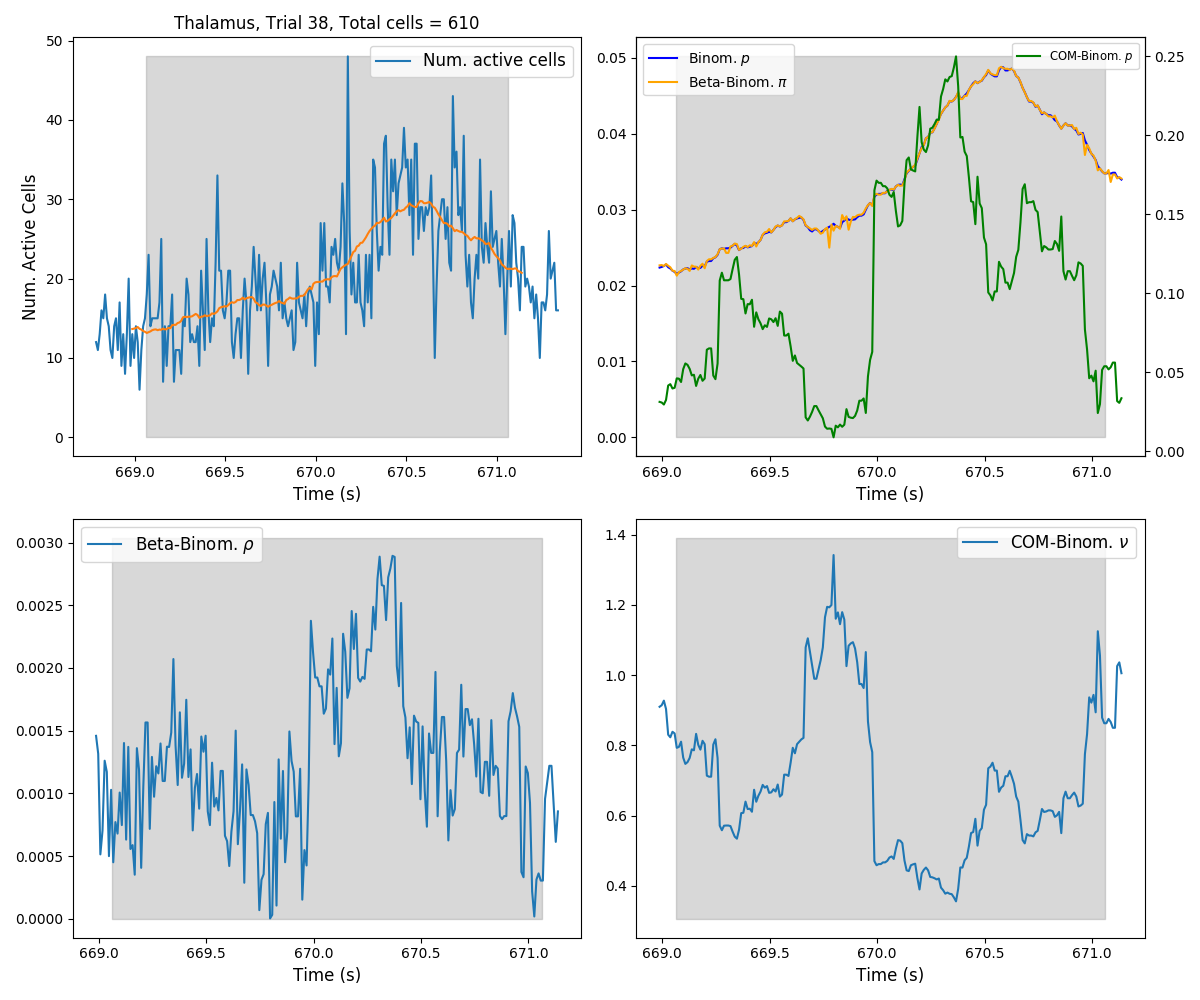 Thalamus, Trial 38, Total cells = 610
Num. active cells
Num. Active Cells
50
40
30
20
10
0
669.0 669.5 670.0 670.5 671.0
Time (s)
Binom. p
Beta-Binom. π
COM-Binom. p
0.05
0.04
0.03
0.02
0.01
0.00
0.25
0.20
0.15
0.10
0.05
0.00
669.0 669.5 670.0 670.5 671.0
Time (s)
Beta-Binom. ρ
0.0030
0.0025
0.0020
0.0015
0.0010
0.0005
0.0000
669.0 669.5 670.0 670.5 671.0
Time (s)
COM-Binom. ν
1.4
1.2
1.0
0.8
0.6
0.4
669.0 669.5 670.0 670.5 671.0
Time (s)